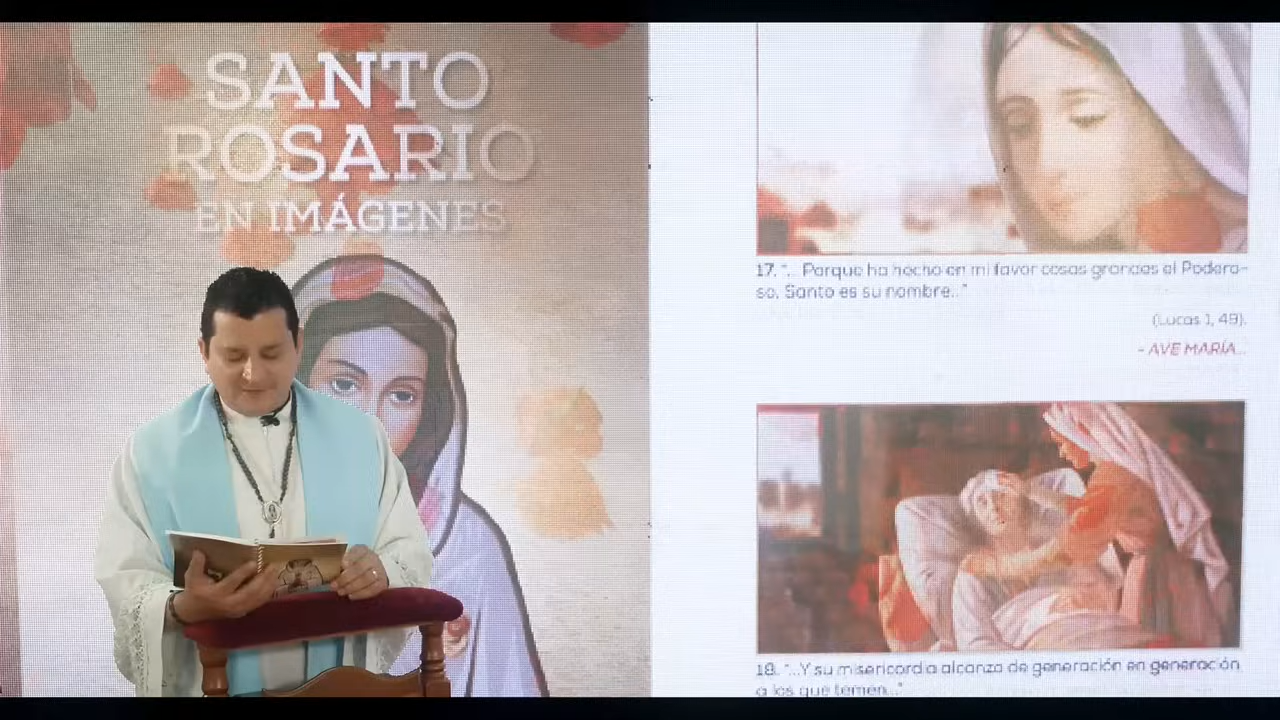 SANTO
ROSARIO
EN IMÁGENES
17. "... Porque ha hecho en mi favor cosas grandes el Podero-
so. Santo es su nombre..."
(Lucas 1, 49).
- AVE MARÍA...
18. "...Y su misericordia alcanza de generación en generación
a los que temen..."